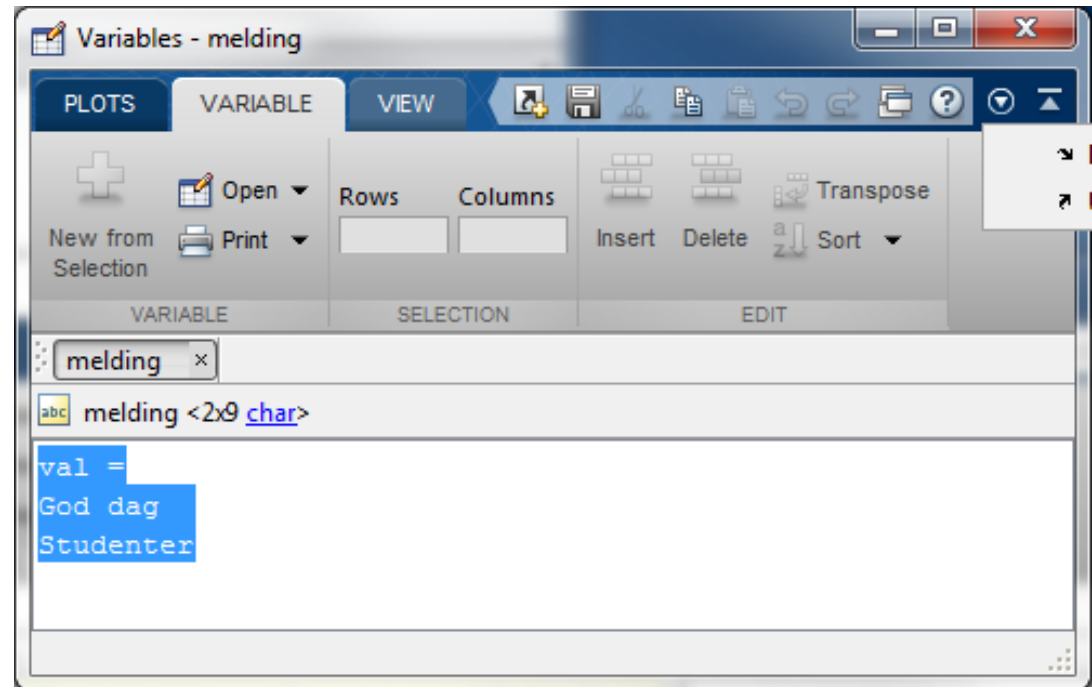 Variables - melding
PLOTS VARIABLE VIEW
New from Selection
Open
Print
Rows Columns
Insert Delete
Transpose
a z Sort
VARIABLE SELECTION EDIT
melding
abc melding <2x9 char>
val =
God dag
Studenter